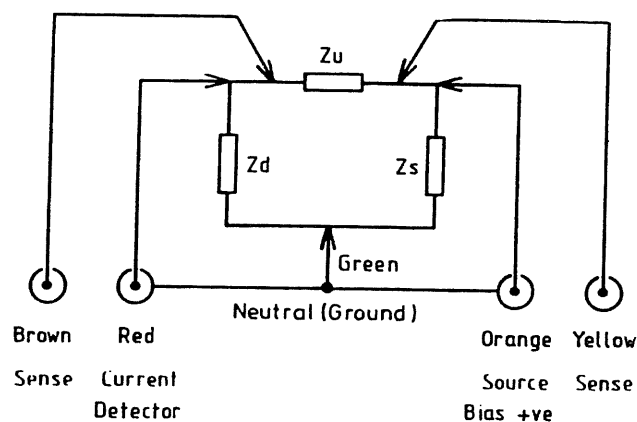 Zu
Zd
Zs
Green
Neutral (Ground)
Brown Red Orange Yellow
Sense Current Source Sense
Detector Bias +ve